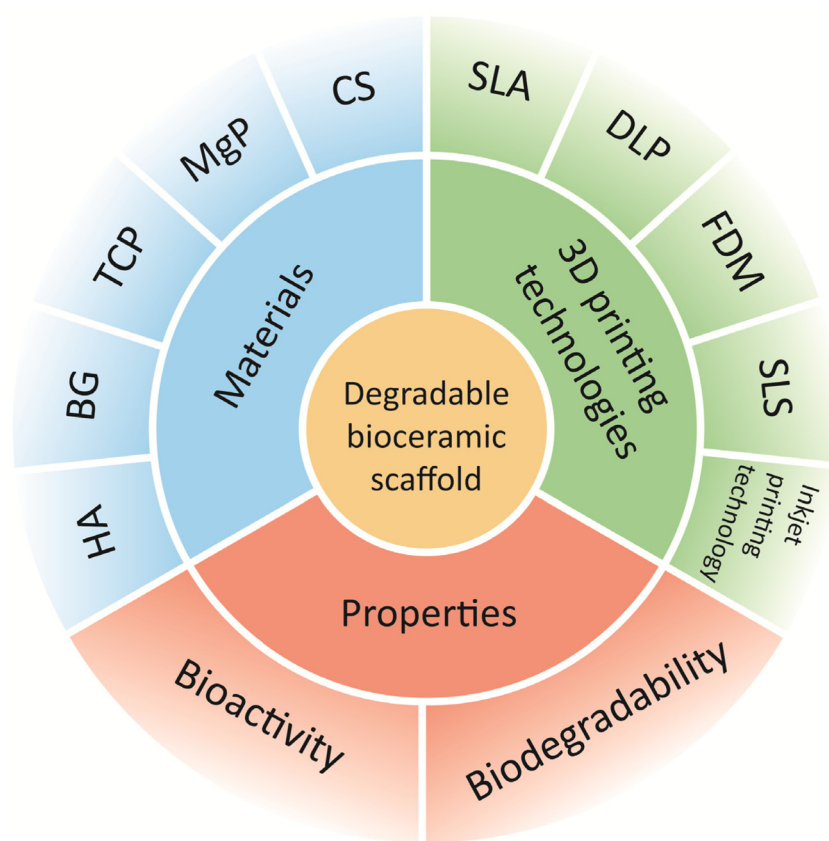 Degradable
bioceramic
scaffold
Materials
CS
MgP
TCP
BG
HA
3D printing
technologies
SLA
DLP
FDM
SLS
Inkjet
printing
technology
Properties
Bioactivity
Biodegradability